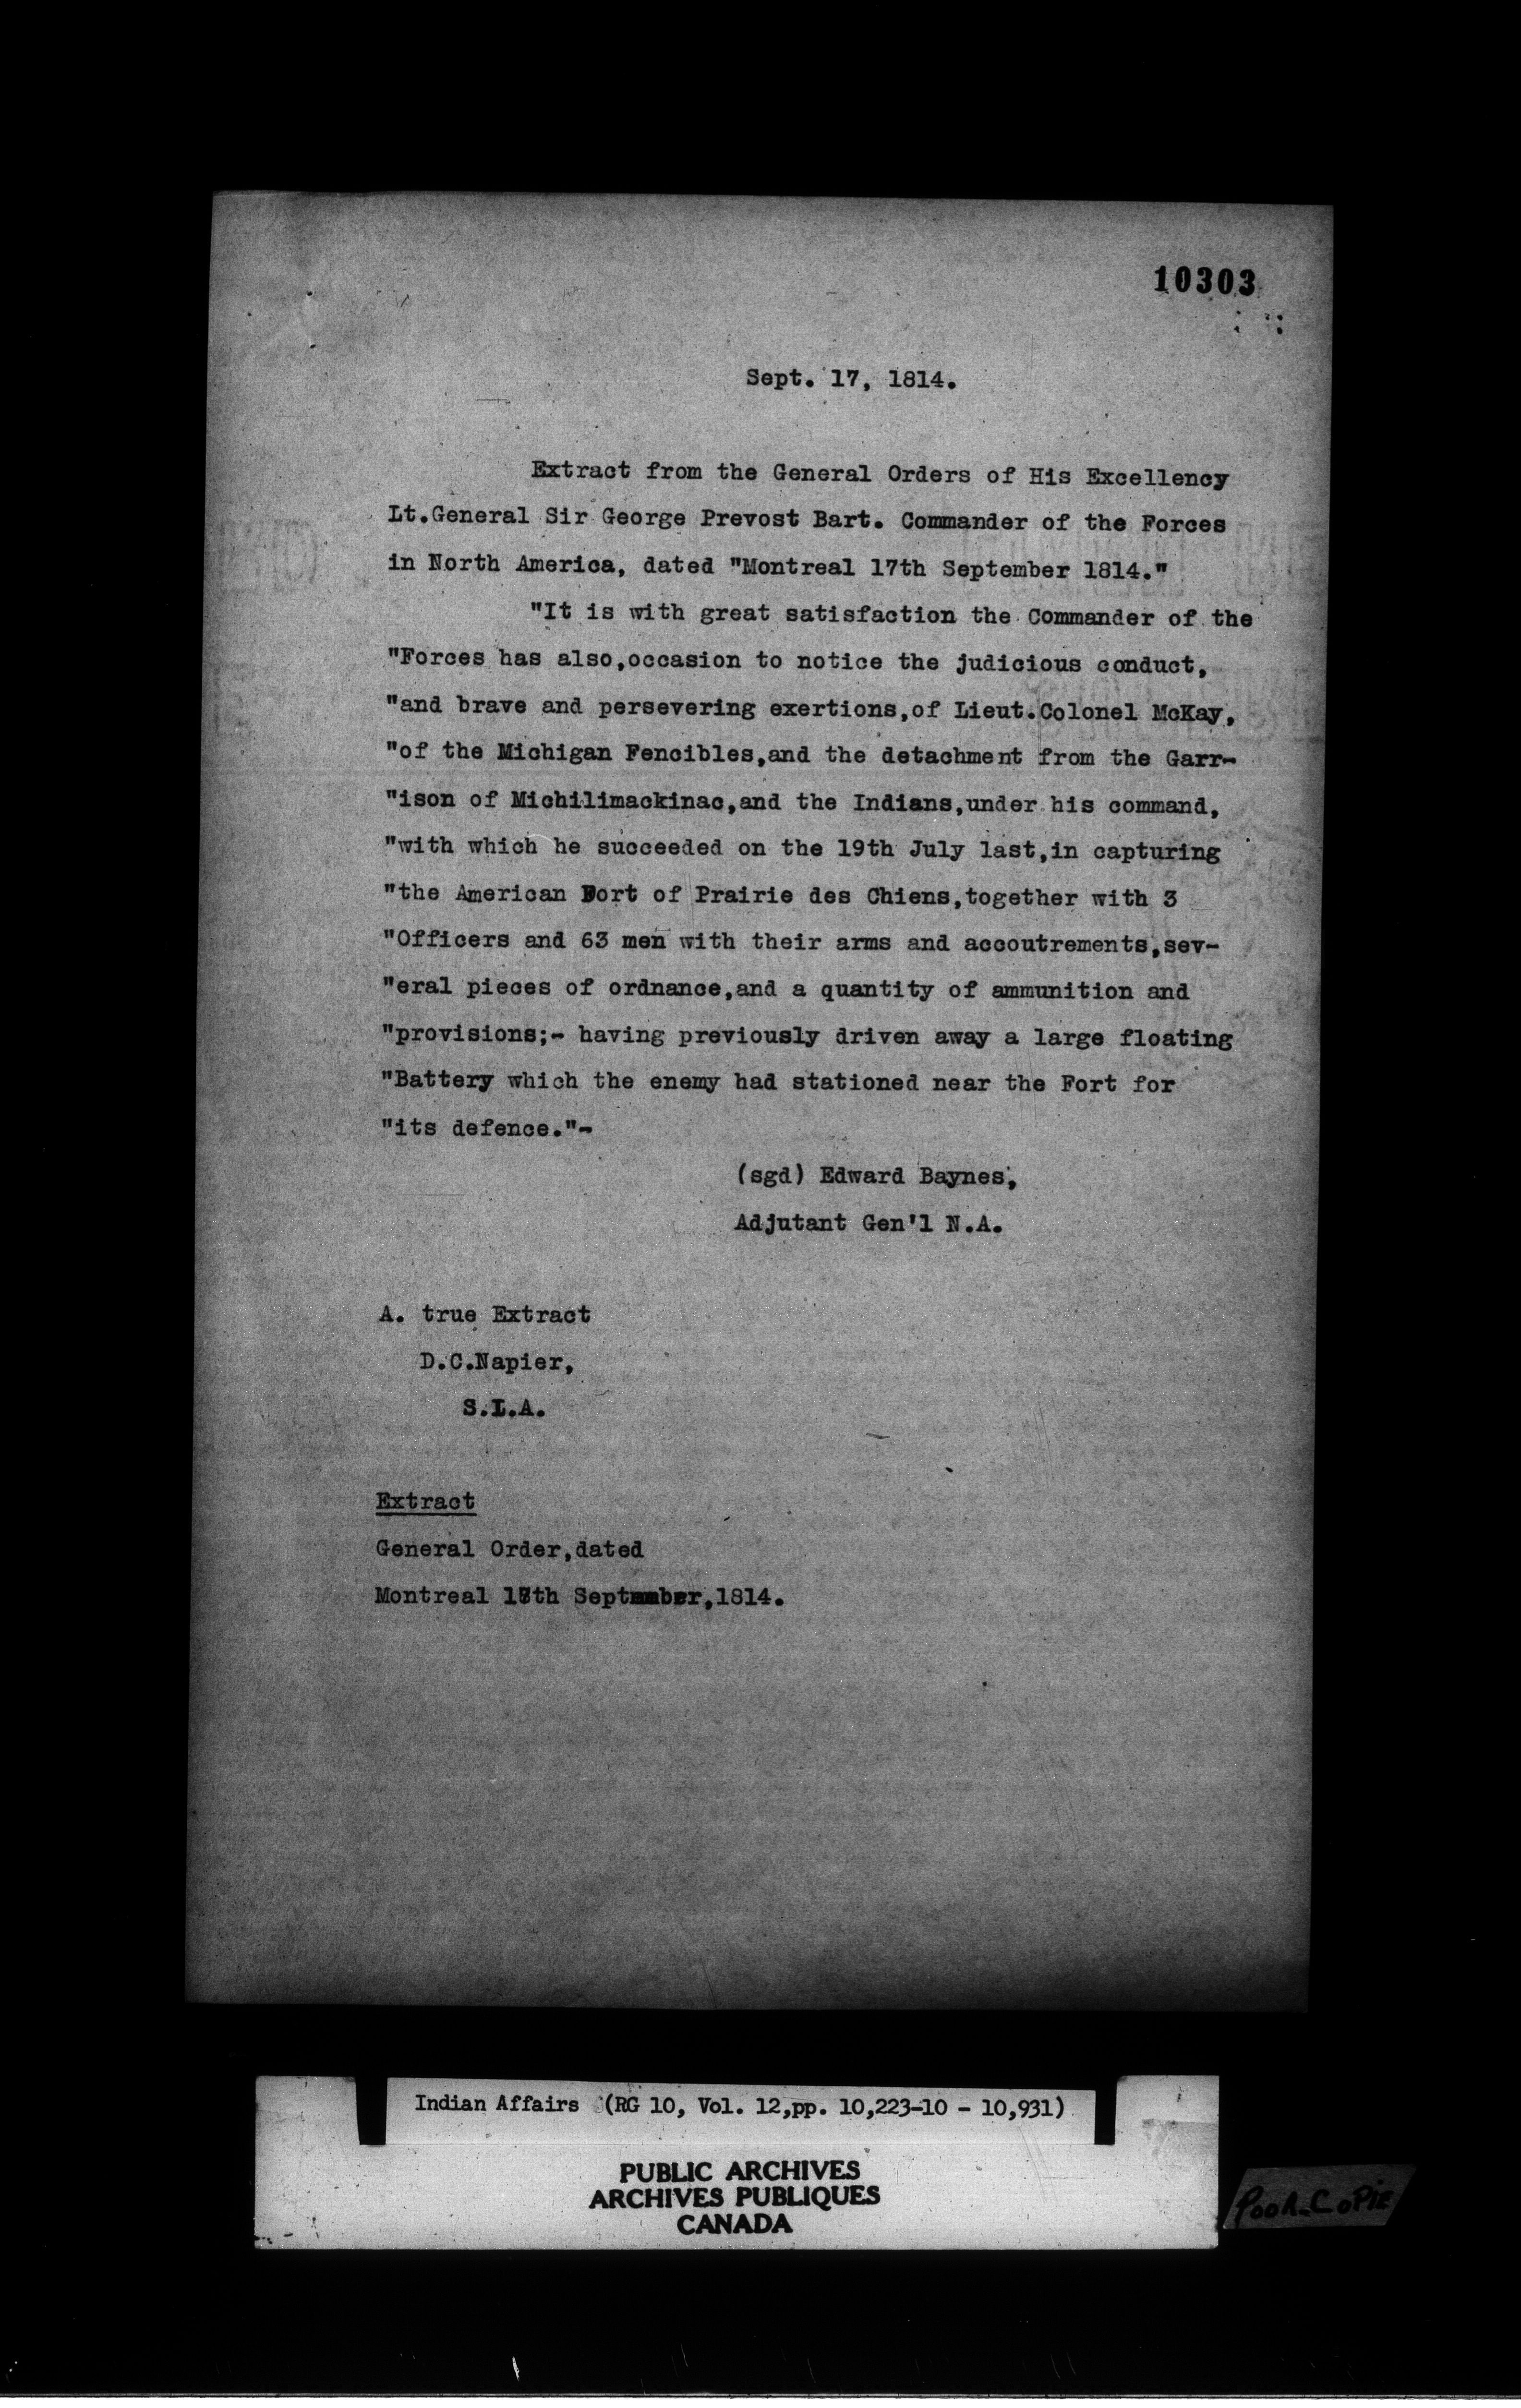 10303
Sept. 17, 1814.
Extract from the General Orders of His Excellency
Lt.General Sir George Prevost Bart. Commander of the Forces
in North America, dated "Montreal 17th September 1814."
"It is with great satisfaction the Commander of the
"Forces has also,occasion to notice the judicious conduct,
"and brave and persevering exertions,of Lieut.Colonel McKay,
"of the Michigan Fencibles,and the detachment from the Garr-
"ison of Michilimackinac,and the Indians,under his command,
"with which he succeeded on the 19th July last,in capturing
"the American Fort of Prairie des Chiens,together with 3
"Officers and 63 men with their arms and accoutrements,sev-
"eral pieces of ordnance,and a quantity of ammunition and
"provisions;- having previously driven away a large floating
"Battery which the enemy had stationed near the Fort for
"its defence."-
(sgd) Edward Baynes,
Adjutant Gen'l N.A.
A. true Extract
D.C.Napier,
S.I.A.
Extract
General Order,dated
Montreal 17th September,1814.
Indian Affairs (RG 10, Vol. 12,pp. 10,223-10 - 10,931)
PUBLIC ARCHIVES
ARCHIVES PUBLIQUES
CANADA
Poor-Copie